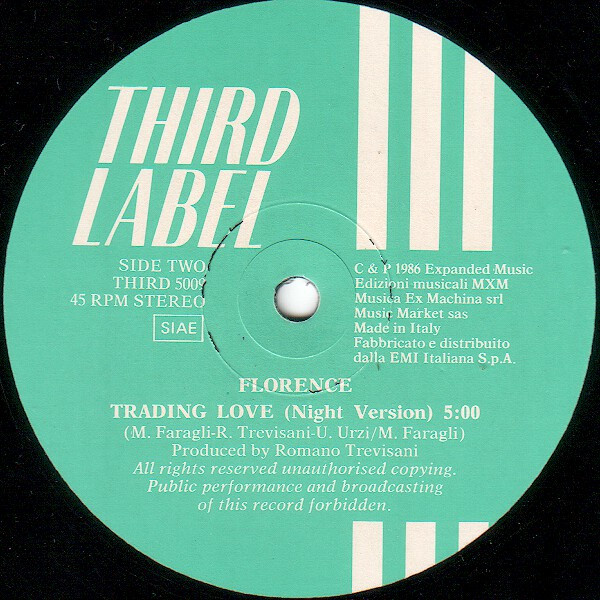 THIRD
LABEL
SIDE TWO
THIRD 5009
45 RPM STEREO
SIAE
C & P 1986 Expanded Music
Edizioni musicali MXM
Musica Ex Machina srl
Music Market sas
Made in Italy
Fabbricato e distribuito
dalla EMI Italiana S.p.A.
FLORENCE
TRADING LOVE (Night Version) 5:00
(M. Faragli-R. Trevisani-U. Urzi/M. Faragli)
Produced by Romano Trevisani
All rights reserved unauthorised copying.
Public performance and broadcasting
of this record forbidden.